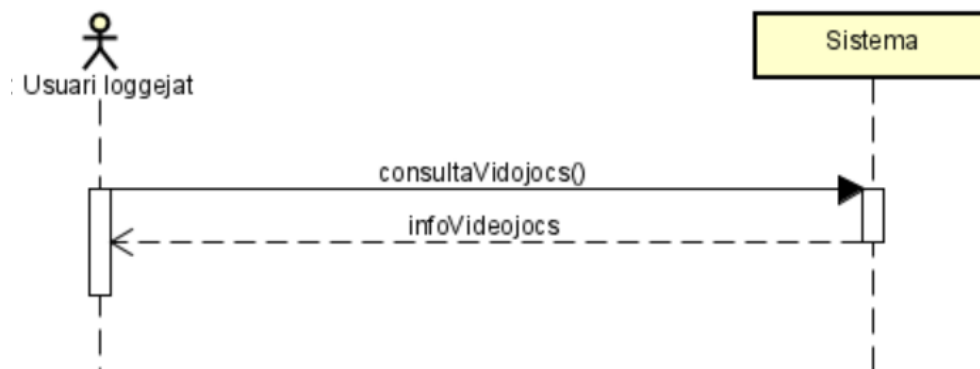 Sistema
: Usuari loggejat
consultaVidojocs()
infoVideojocs